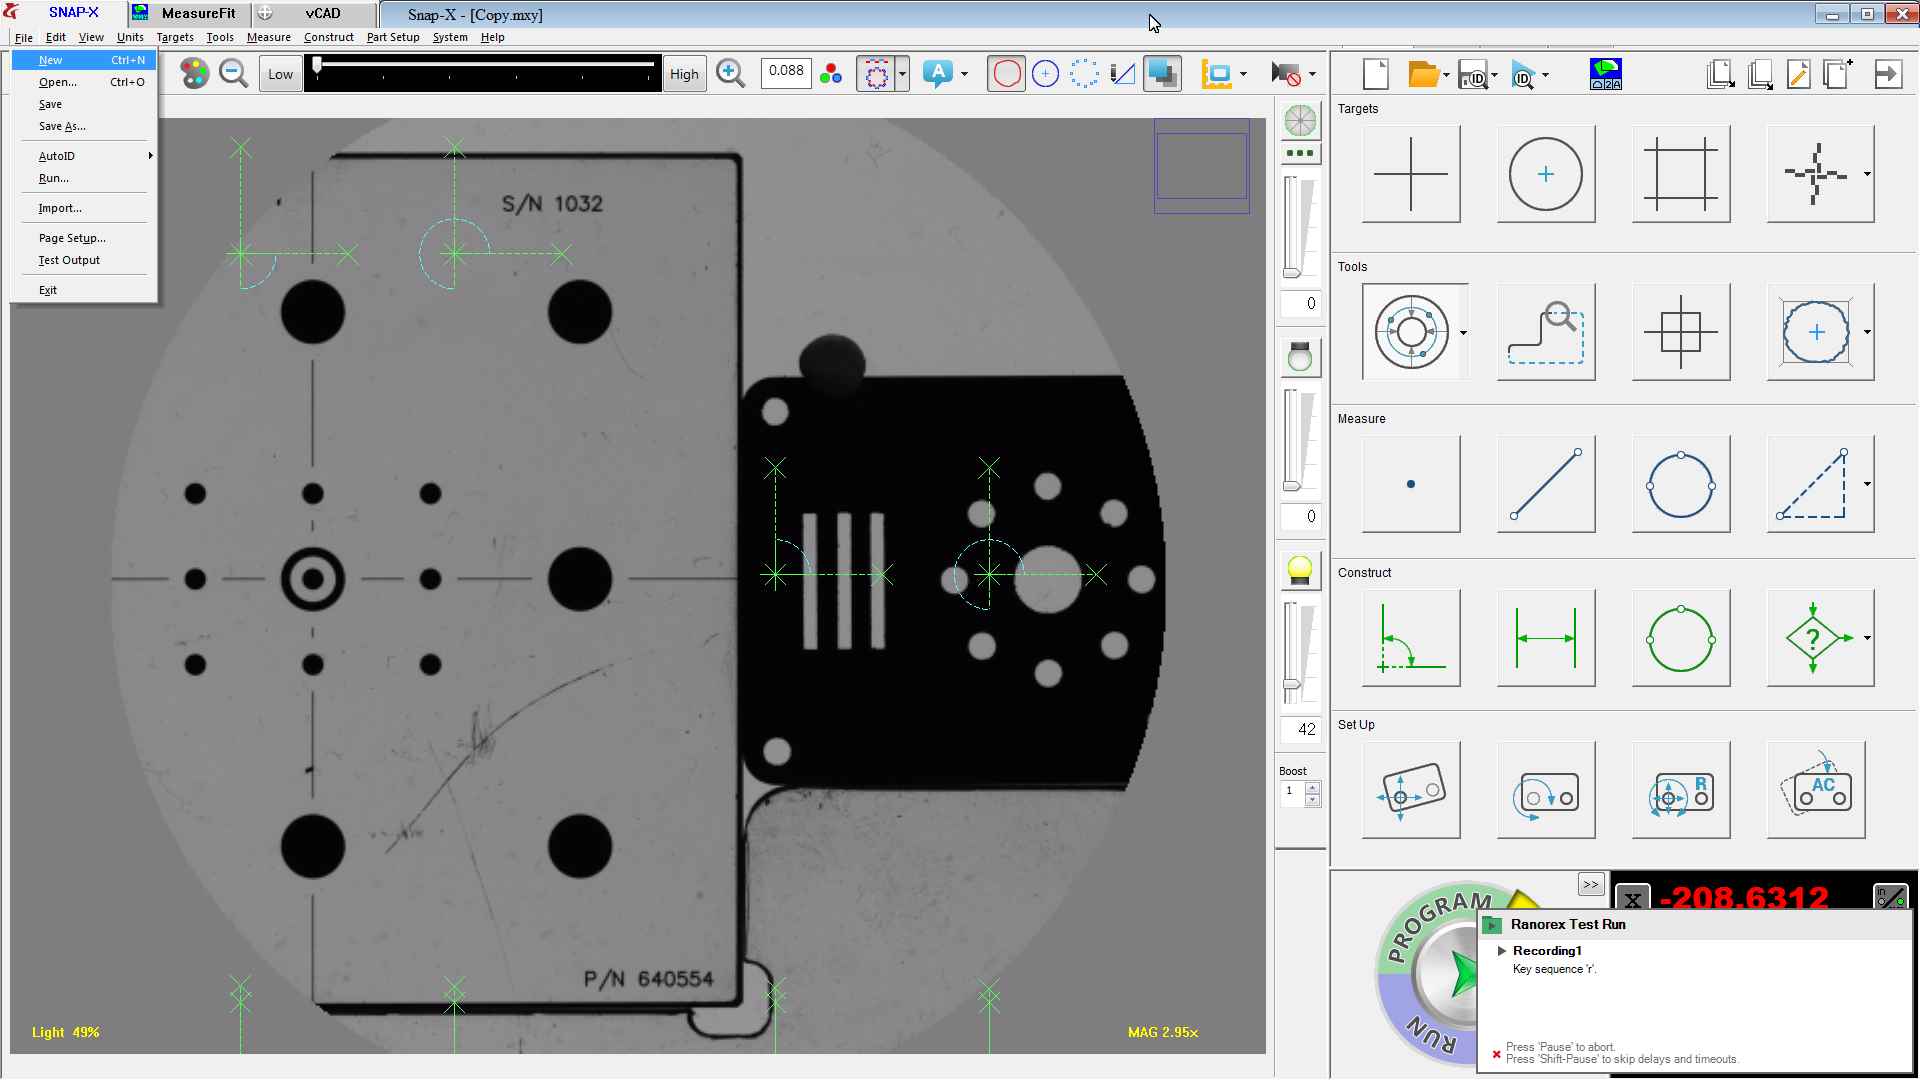 SNAP-X
MeasureFit
vCAD
Snap-X - [Copy.mxy]
File Edit View Units Targets Tools Measure Construct Part Setup System Help
New Ctrl+N
Open... Ctrl+O
Save
Save As...
AutoID
Run...
Import...
Page Setup...
Test Output
Exit
Low
High
0.088
A
ID
ID
S/N 1032
P/N 640554
Light 49%
MAG 2.95x
0
0
42
Boost
1
Targets
Tools
Measure
Construct
?
Set Up
R
AC
>>
PROGRAM
RUN
X
-208.6312
in
Ranorex Test Run
Recording1
Key sequence 'r'.
Press 'Pause' to abort.
Press 'Shift-Pause' to skip delays and timeouts.